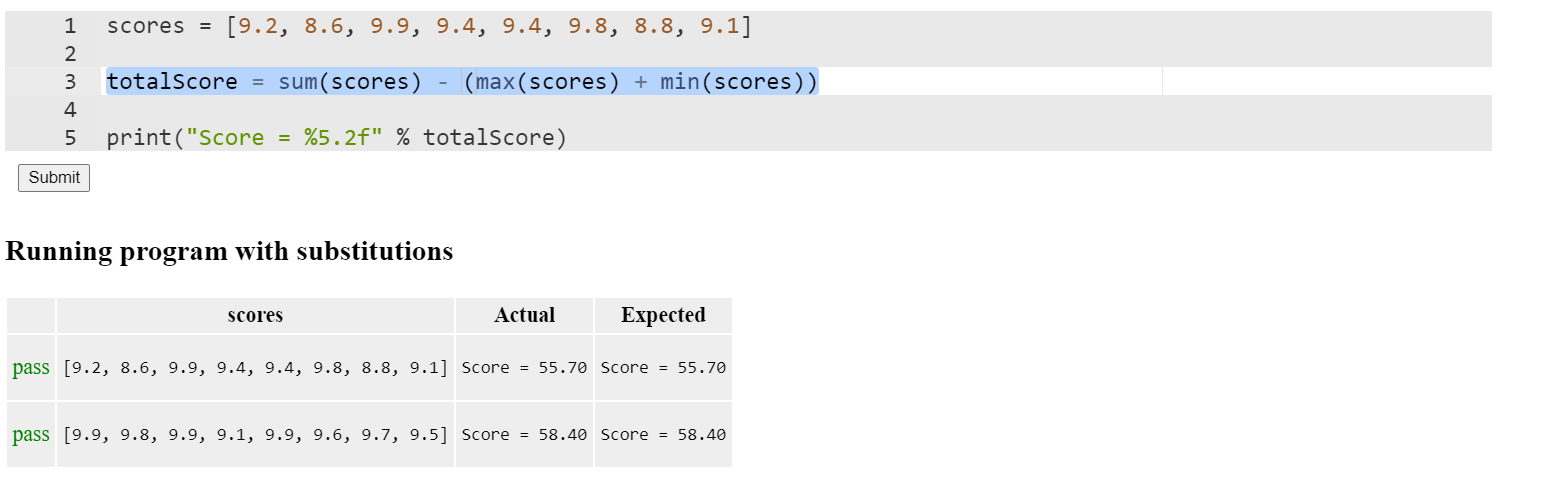 1 scores = [9.2, 8.6, 9.9, 9.4, 9.4, 9.8, 8.8, 9.1]
2
3 totalScore = sum(scores) - (max(scores) + min(scores))
4
5 print("Score = %5.2f" % totalScore)
Submit
Running program with substitutions
scores Actual Expected
pass [9.2, 8.6, 9.9, 9.4, 9.4, 9.8, 8.8, 9.1] Score = 55.70 Score = 55.70
pass [9.9, 9.8, 9.9, 9.1, 9.9, 9.6, 9.7, 9.5] Score = 58.40 Score = 58.40